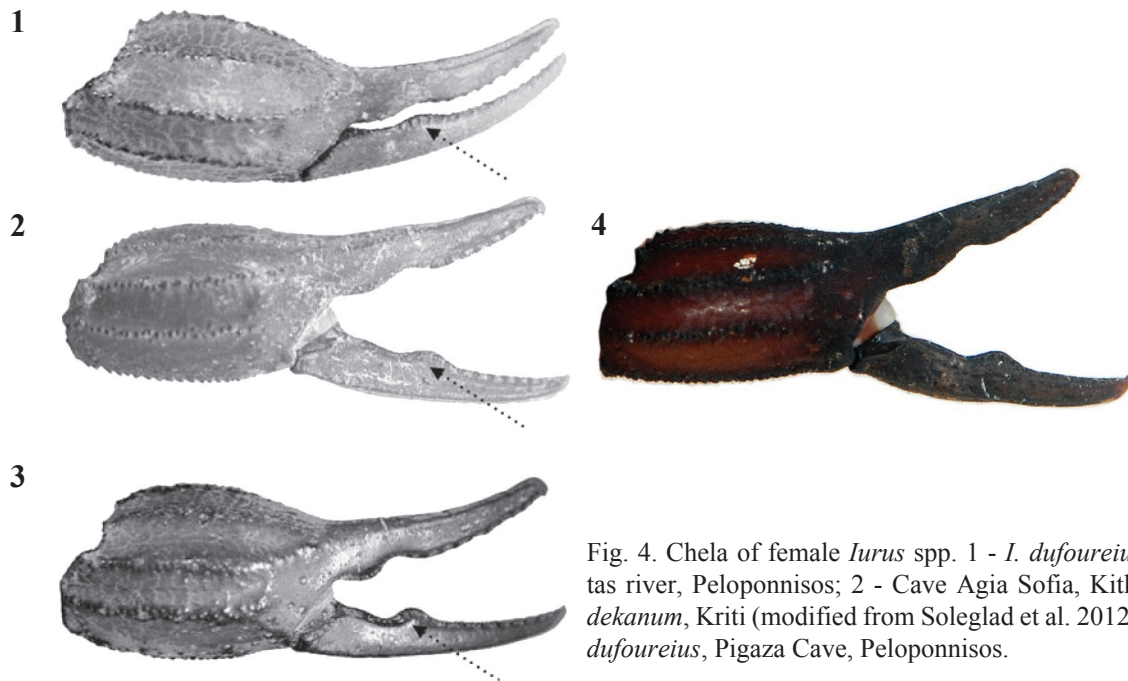 1
2
3
4
Fig. 4. Chela of female Iurus spp. 1 - I. dufoureiu
tas river, Peloponnisos; 2 - Cave Agia Sofia, Kith
dekanum, Kriti (modified from Soleglad et al. 2012
dufoureius, Pigaza Cave, Peloponnisos.